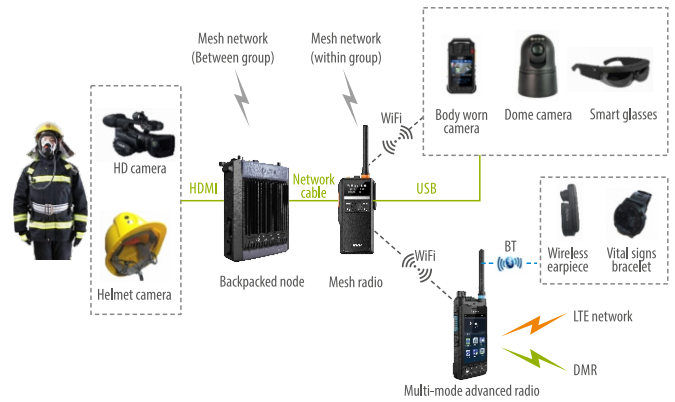 Mesh network
(Between group)
Mesh network
(within group)
WiFi
Body worn
camera
Dome camera
Smart glasses
HD camera
HDMI
Network
cable
USB
Helmet camera
Backpacked node
Mesh radio
WiFi
BT
Wireless
earpiece
Vital signs
bracelet
LTE network
DMR
Multi-mode advanced radio